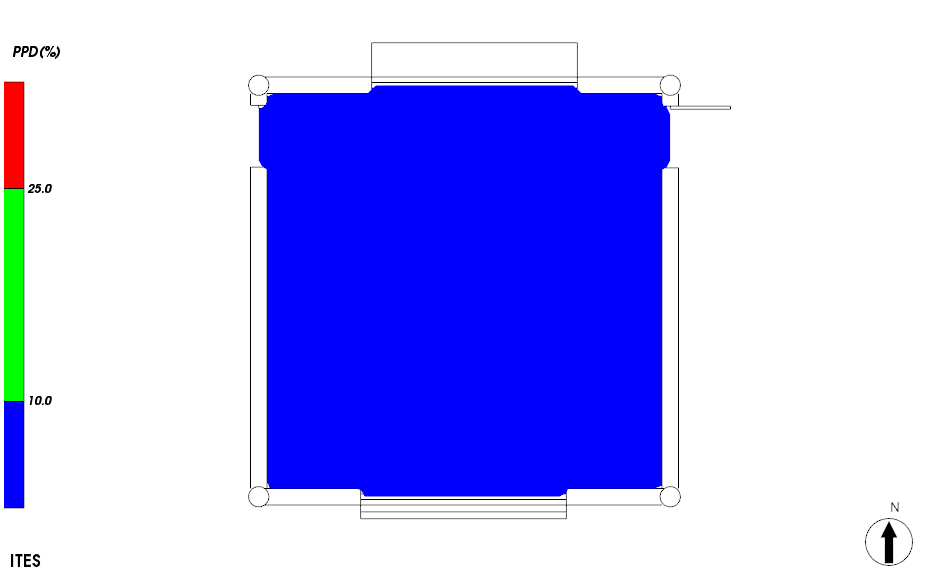 PPD(%)
25.0
10.0
N
ITES